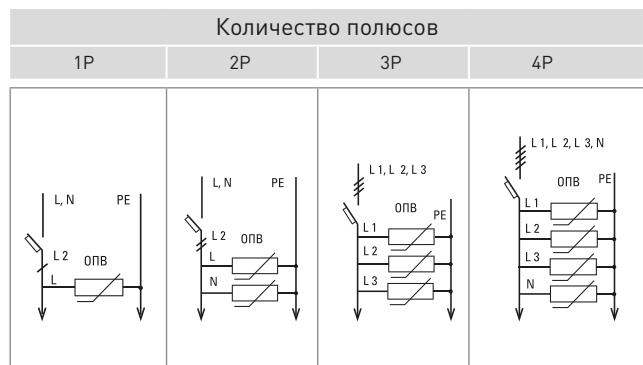 Количество полюсов
1P 2P 3P 4P
L, N PE
L 2 ОПВ
L
L, N PE
L 2 ОПВ
L
N
L 1, L 2, L 3
ОПВ PE
L 1
L 2
L 3
L 1, L 2, L 3, N
ОПВ PE
L 1
L 2
L 3
N